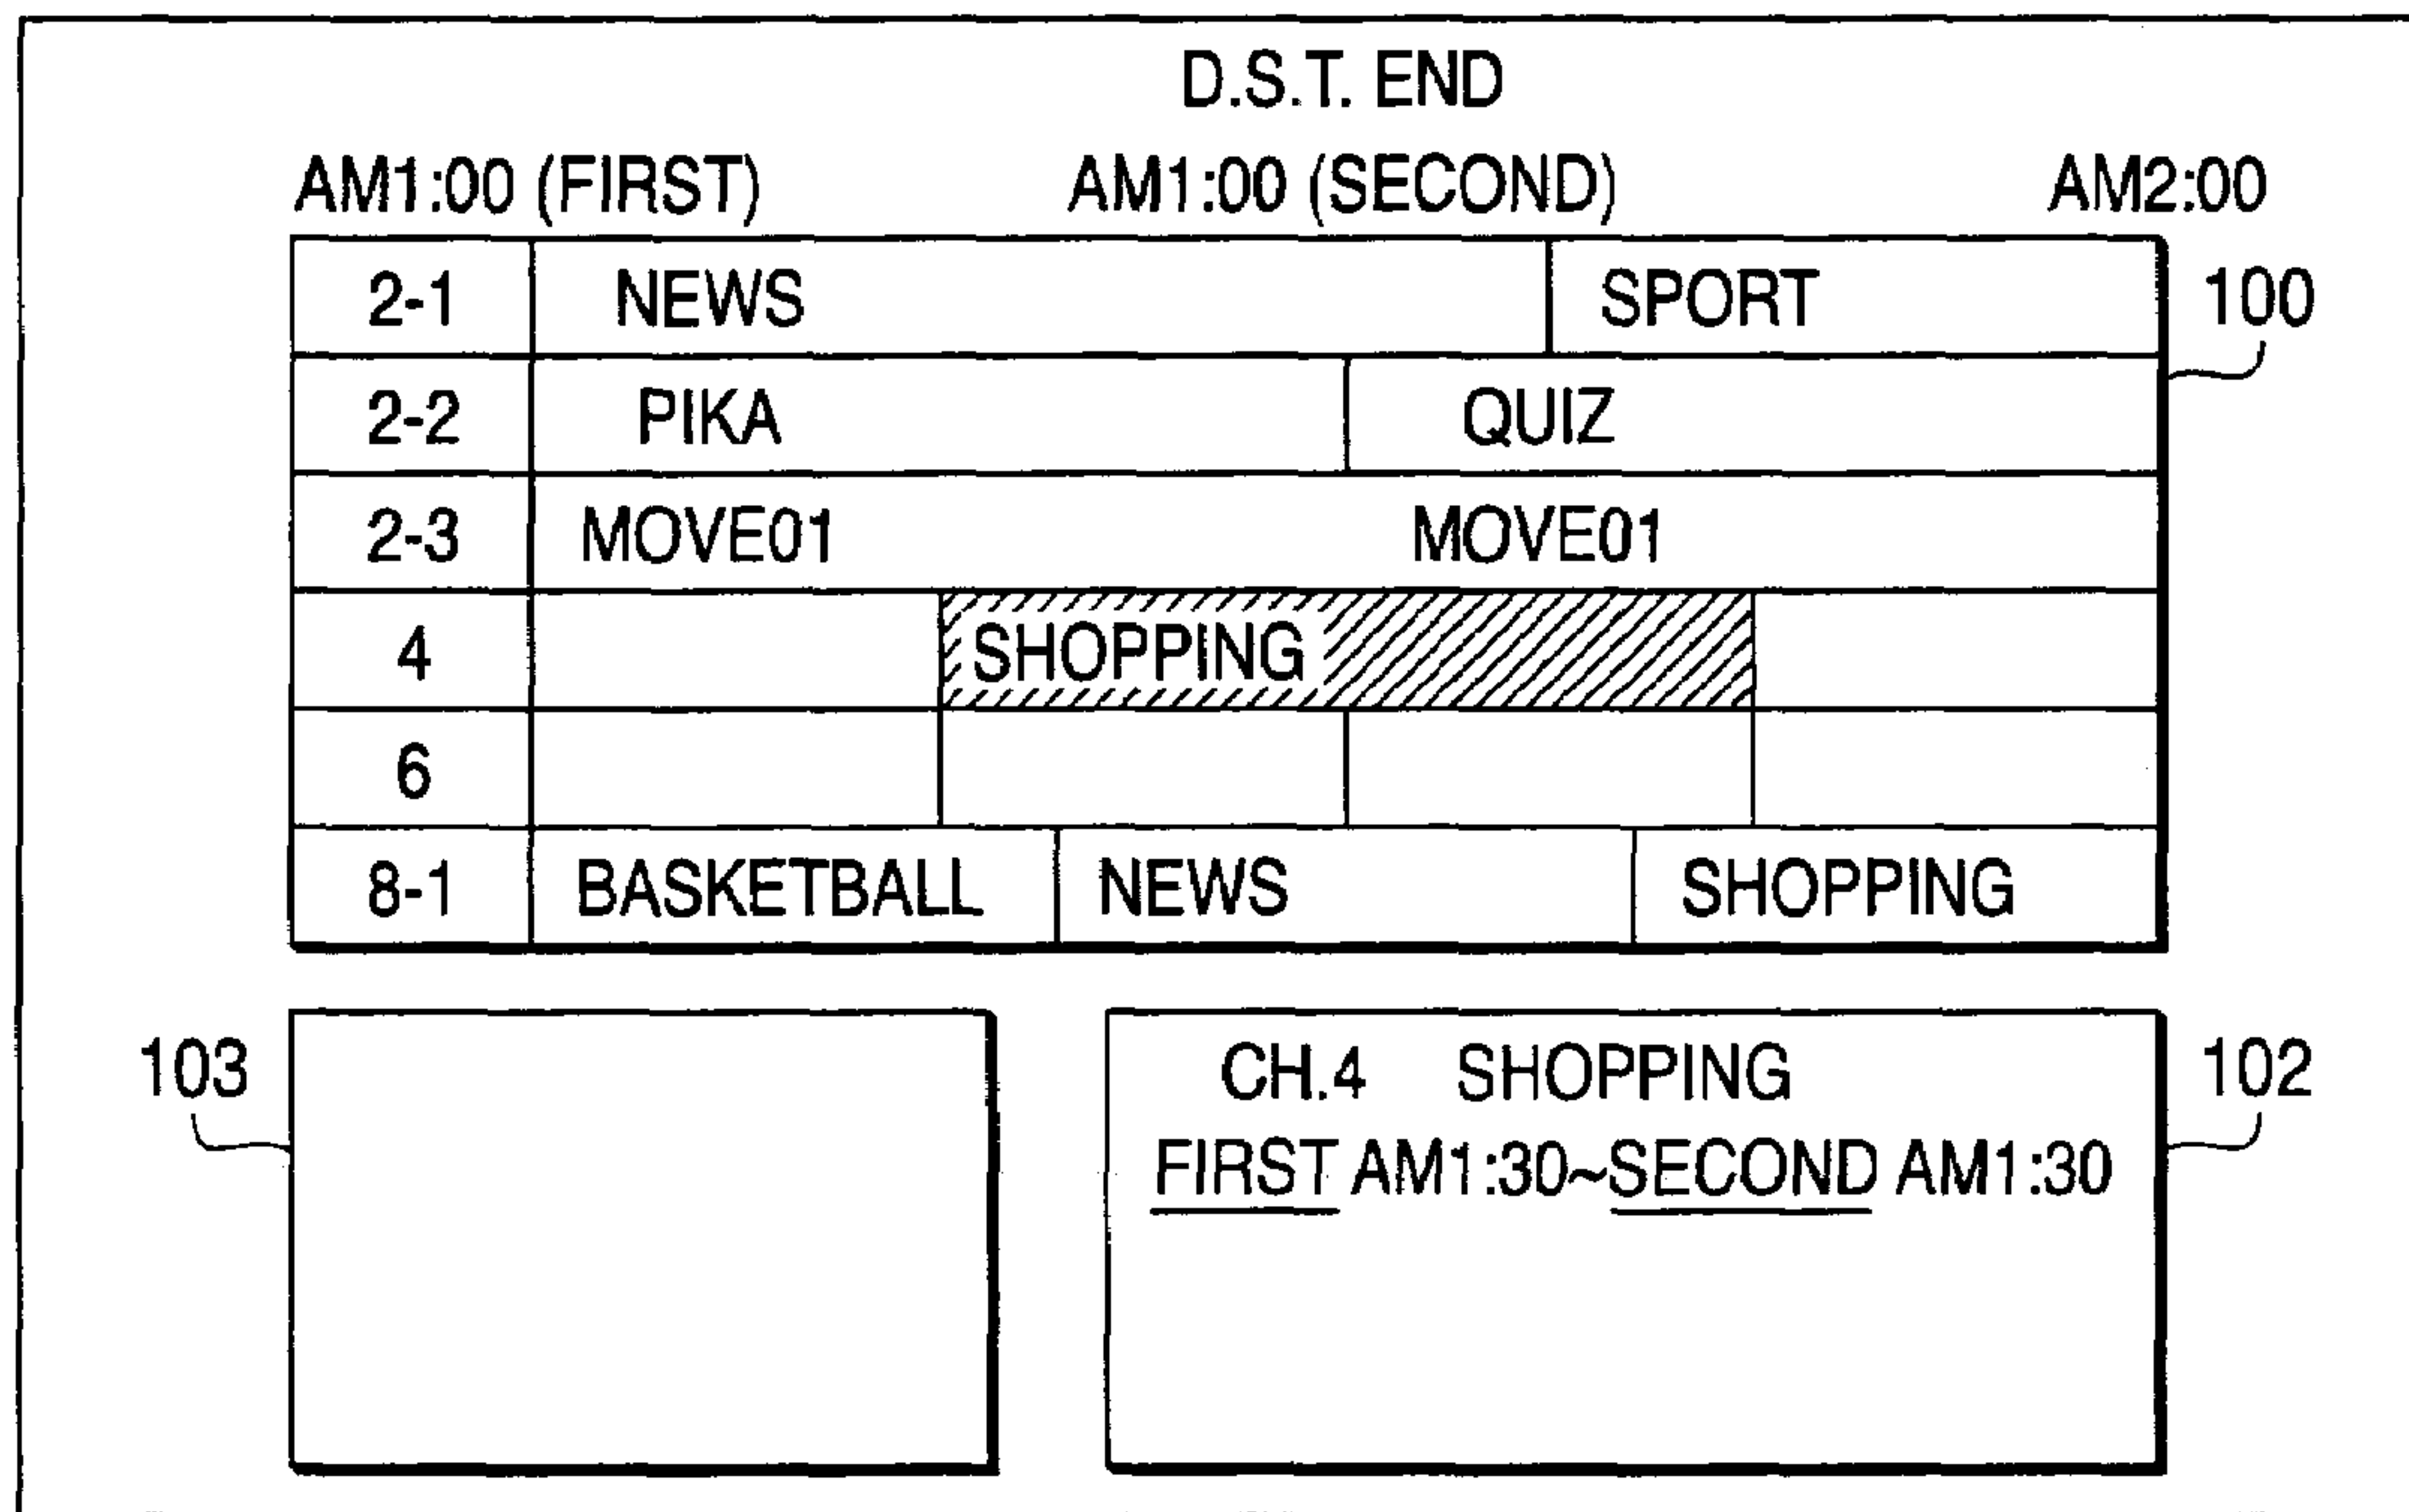 D.S.T. END
AM1:00 (FIRST) AM1:00 (SECOND) AM2:00
2-1 NEWS SPORT 100
2-2 PIKA QUIZ
2-3 MOVE01 MOVE01
4 SHOPPING
6
8-1 BASKETBALL NEWS SHOPPING
103 CH.4 SHOPPING 102
FIRST AM1:30~SECOND AM1:30